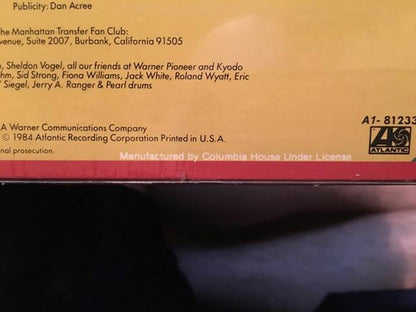 Publicity: Dan Acree
he Manhattan Transfer Fan Club:
venue, Suite 2007, Burbank, California 91505
, Sheldon Vogel, all our friends at Warner Pioneer and Kyodo
hm, Sid Strong, Fiona Williams, Jack White, Roland Wyatt, Eric
Siegel, Jerry A. Ranger & Pearl drums
A Warner Communications Company
© 1984 Atlantic Recording Corporation Printed in U.S.A.
nal prosecution.
Manufactured by Columbia House Under License
A1- 81233
ATLANTIC